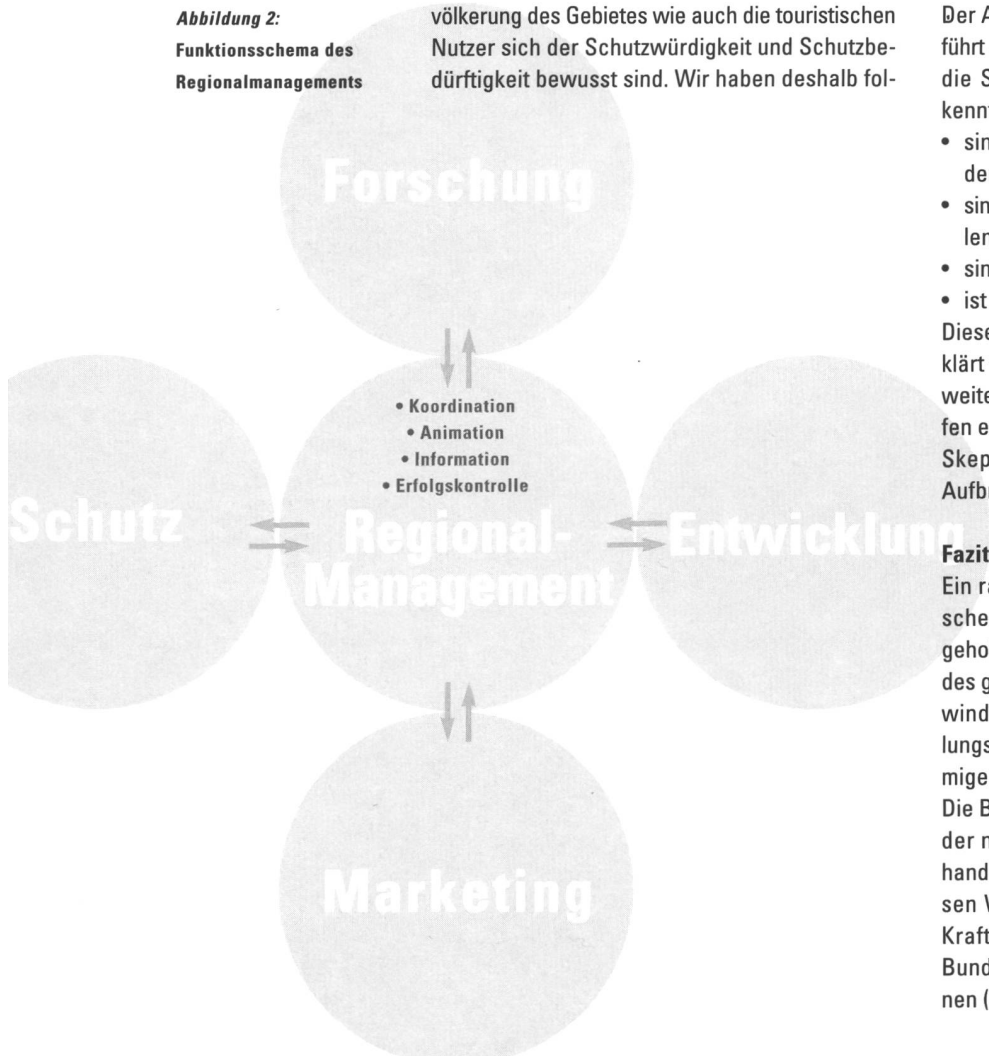 Abbildung 2:
Funktionsschema des
Regionalmanagements
völkerung des Gebietes wie auch die touristischen
Nutzer sich der Schutzwürdigkeit und Schutzbe-
dürftigkeit bewusst sind. Wir haben deshalb fol-
Forschung
• Koordination
• Animation
• Information
• Erfolgskontrolle
Schutz
Regional-
Management
Entwicklung
Marketing
Der A
führt
die S
kennt
• sin
de
• sin
len
• sin
• ist
Diese
klärt
weite
fen e
Skep
Aufb
Fazit
Ein ra
sche
geho
des g
wind
lungs
mige
Die B
der n
hand
sen V
Kraft
Bund
nen (